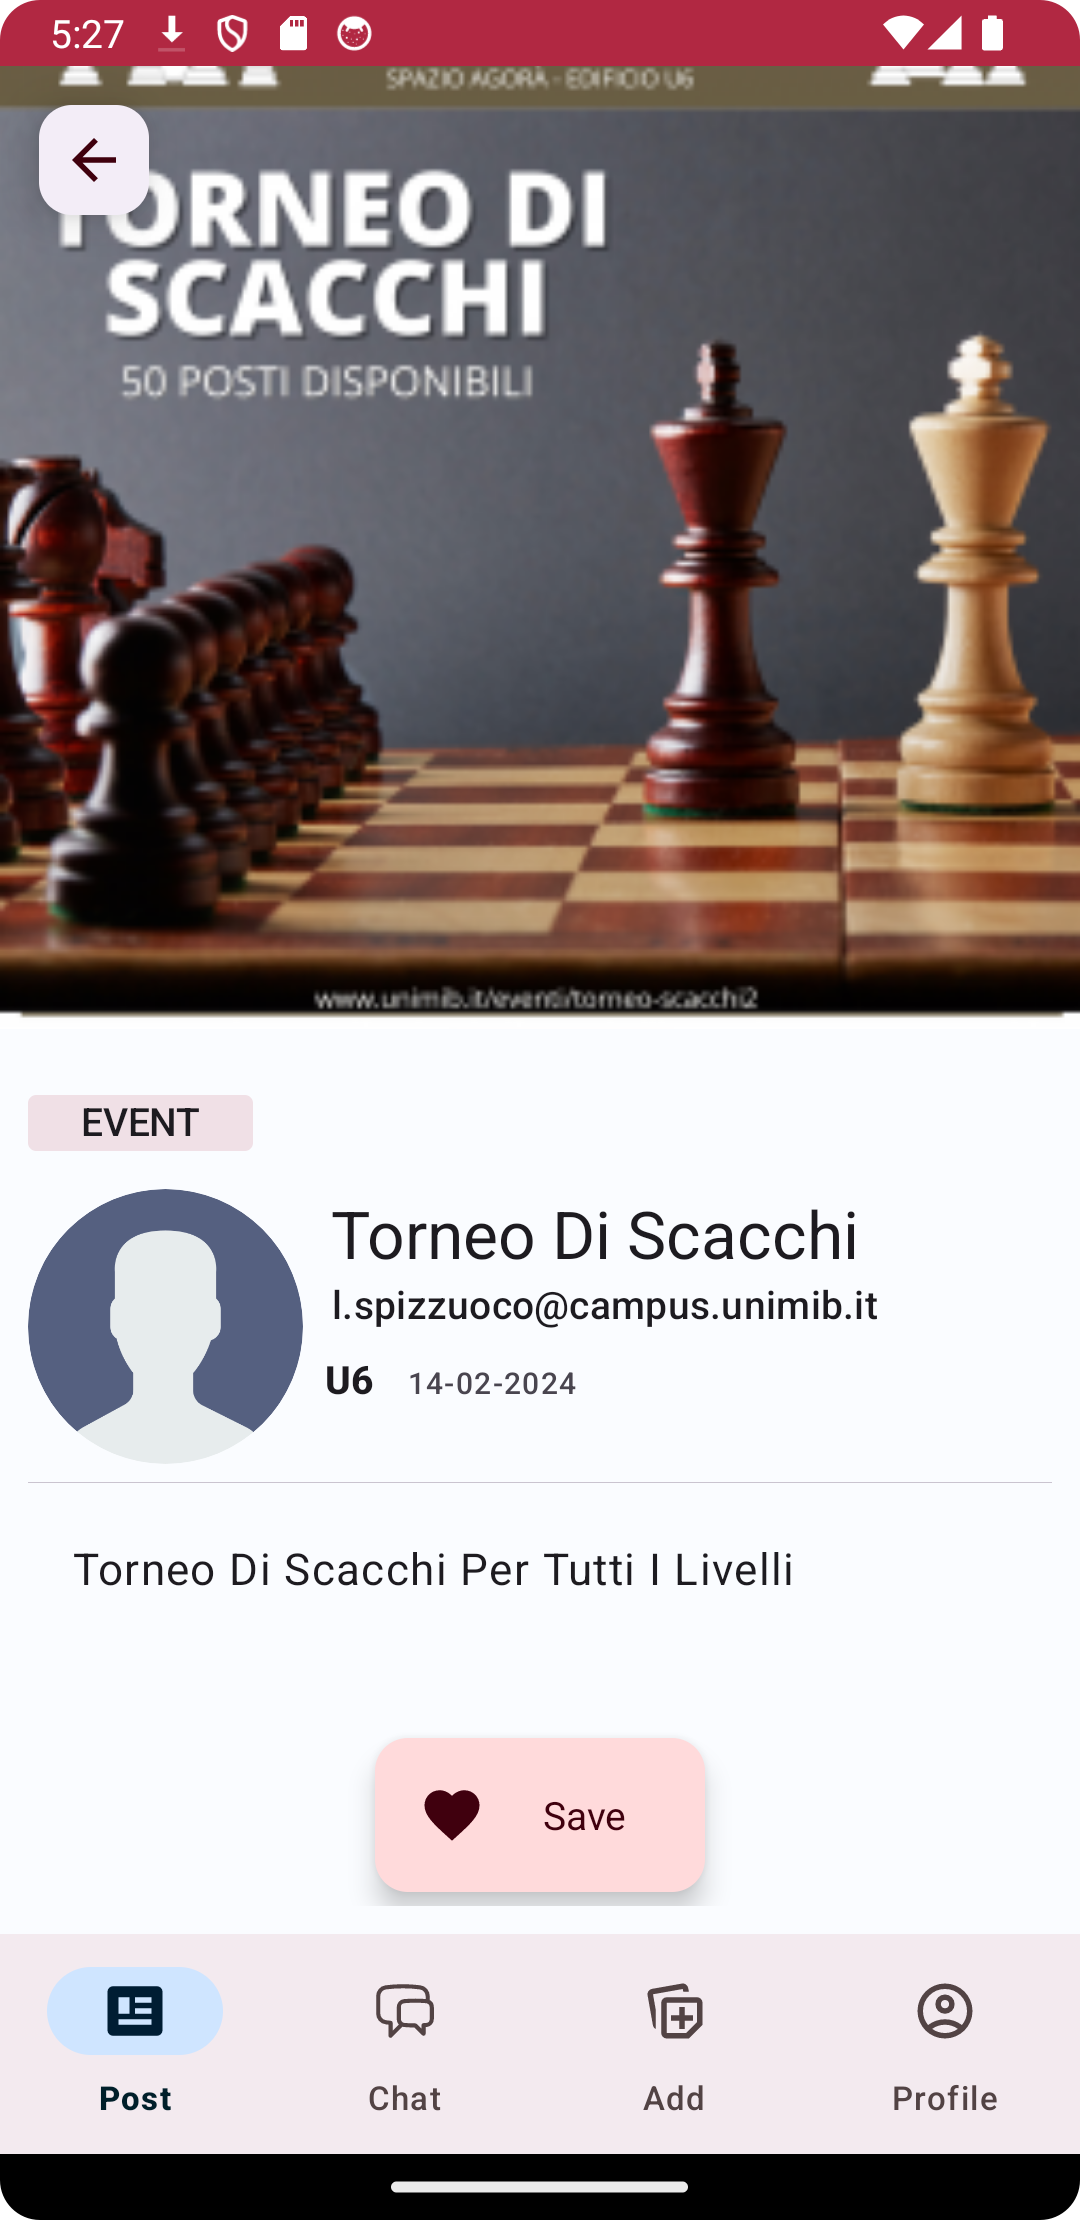 5:27
SPAZIO AGORÀ - EDIFICIO U6
TORNEO DI
SCACCHI
50 POSTI DISPONIBILI
www.unimib.it/eventi/torneo-scacchi2
EVENT
Torneo Di Scacchi
l.spizzuoco@campus.unimib.it
U6 14-02-2024
Torneo Di Scacchi Per Tutti I Livelli
Save
Post Chat Add Profile